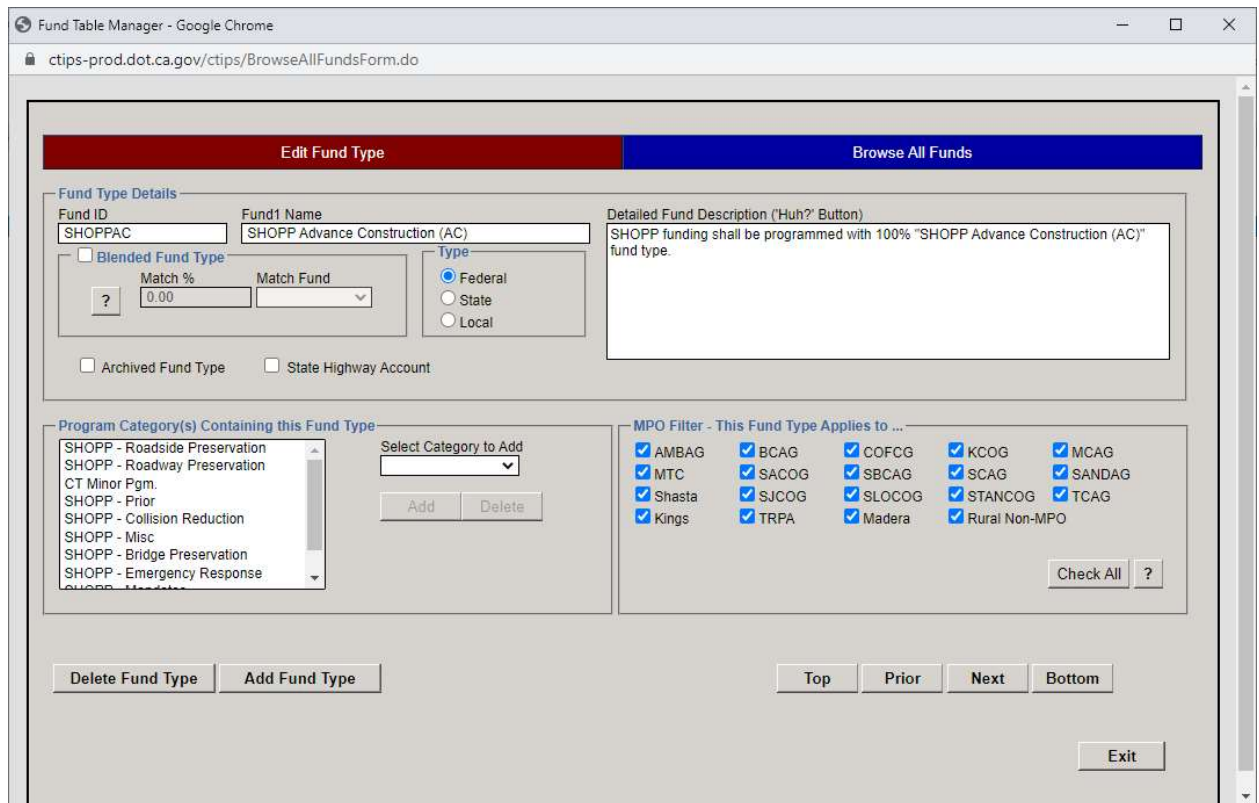 Fund Table Manager - Google Chrome
ctips-prod.dot.ca.gov/ctips/BrowseAllFundsForm.do
Edit Fund Type Browse All Funds
Fund Type Details
Fund ID Fund1 Name Detailed Fund Description ('Huh?' Button)
SHOPPAC SHOPP Advance Construction (AC) SHOPP funding shall be programmed with 100% "SHOPP Advance Construction (AC)"
fund type.
Blended Fund Type Type
Match % Match Fund Federal
? 0.00 State
Local
Archived Fund Type State Highway Account
Program Category(s) Containing this Fund Type MPO Filter - This Fund Type Applies to ...
SHOPP - Roadside Preservation Select Category to Add AMBAG BCAG COFCG KCOG MCAG
SHOPP - Roadway Preservation MTC SACOG SBCAG SCAG SANDAG
CT Minor Pgm. Shasta SJCOG SLOCOG STANCOG TCAG
SHOPP - Prior Add Delete Kings TRPA Madera Rural Non-MPO
SHOPP - Collision Reduction
SHOPP - Misc
SHOPP - Bridge Preservation
SHOPP - Emergency Response Check All ?
SHOPP - Mandates
Delete Fund Type Add Fund Type Top Prior Next Bottom
Exit